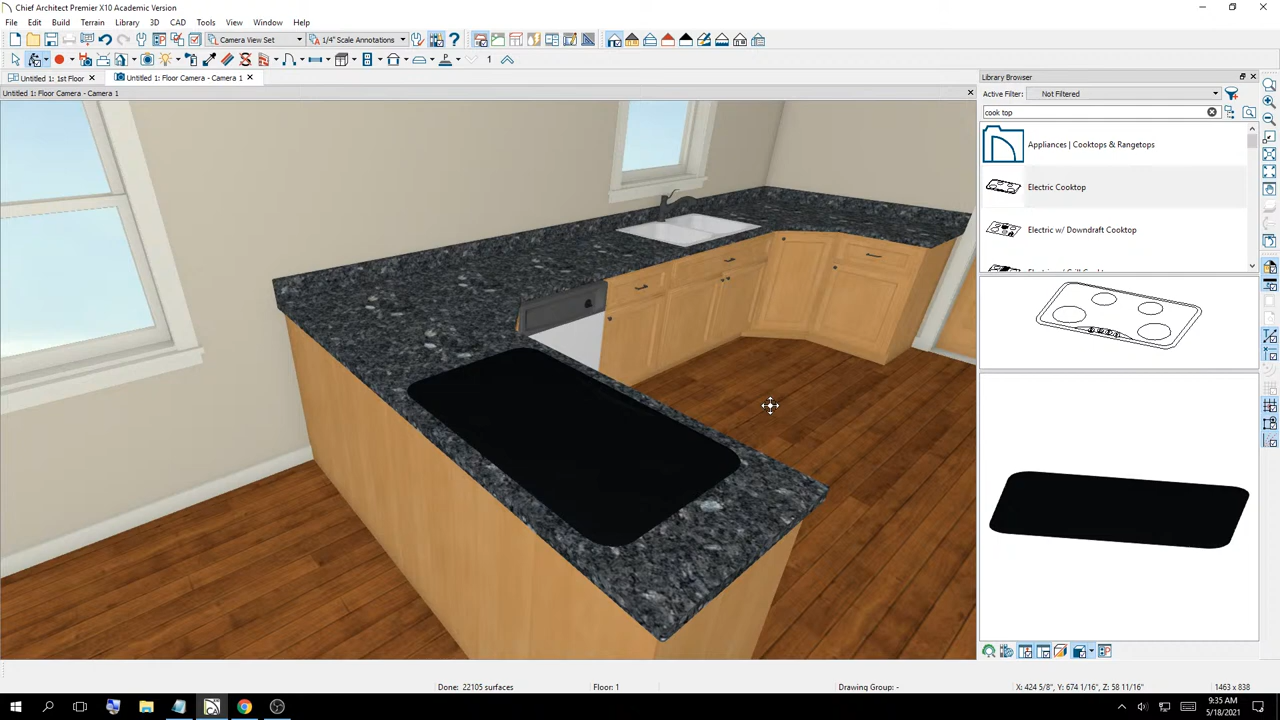 Chief Architect Premier X10 Academic Version
File Edit Build Terrain Library 3D CAD Tools View Window Help
Camera View Set 1/4" Scale Annotations
1
Untitled 1: 1st Floor Untitled 1: Floor Camera - Camera 1
Untitled 1: Floor Camera - Camera 1
Library Browser
Active Filter: Not Filtered
cook top
Appliances | Cooktops & Rangetops
Electric Cooktop
Electric w/ Downdraft Cooktop
Done: 22105 surfaces Floor: 1 Drawing Group: - X: 424 5/8", Y: 674 1/16", Z: 58 11/16" 1463 x 838
9:35 AM
5/18/2021